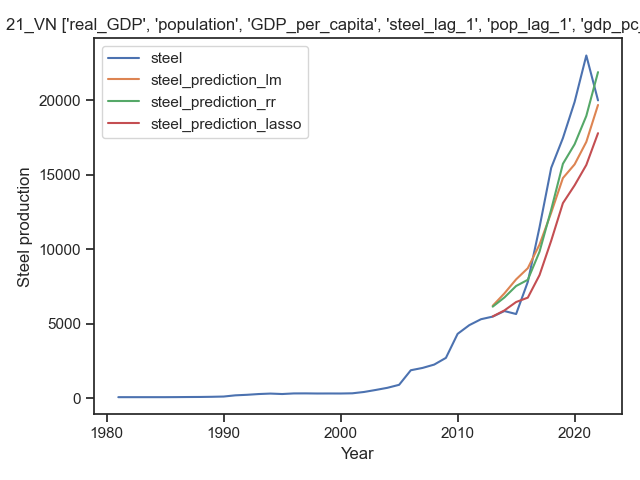 21_VN ['real_GDP', 'population', 'GDP_per_capita', 'steel_lag_1', 'pop_lag_1', 'gdp_pc_
steel
steel_prediction_lm
steel_prediction_rr
steel_prediction_lasso
Steel production
20000
15000
10000
5000
0
1980
1990
2000
2010
2020
Year